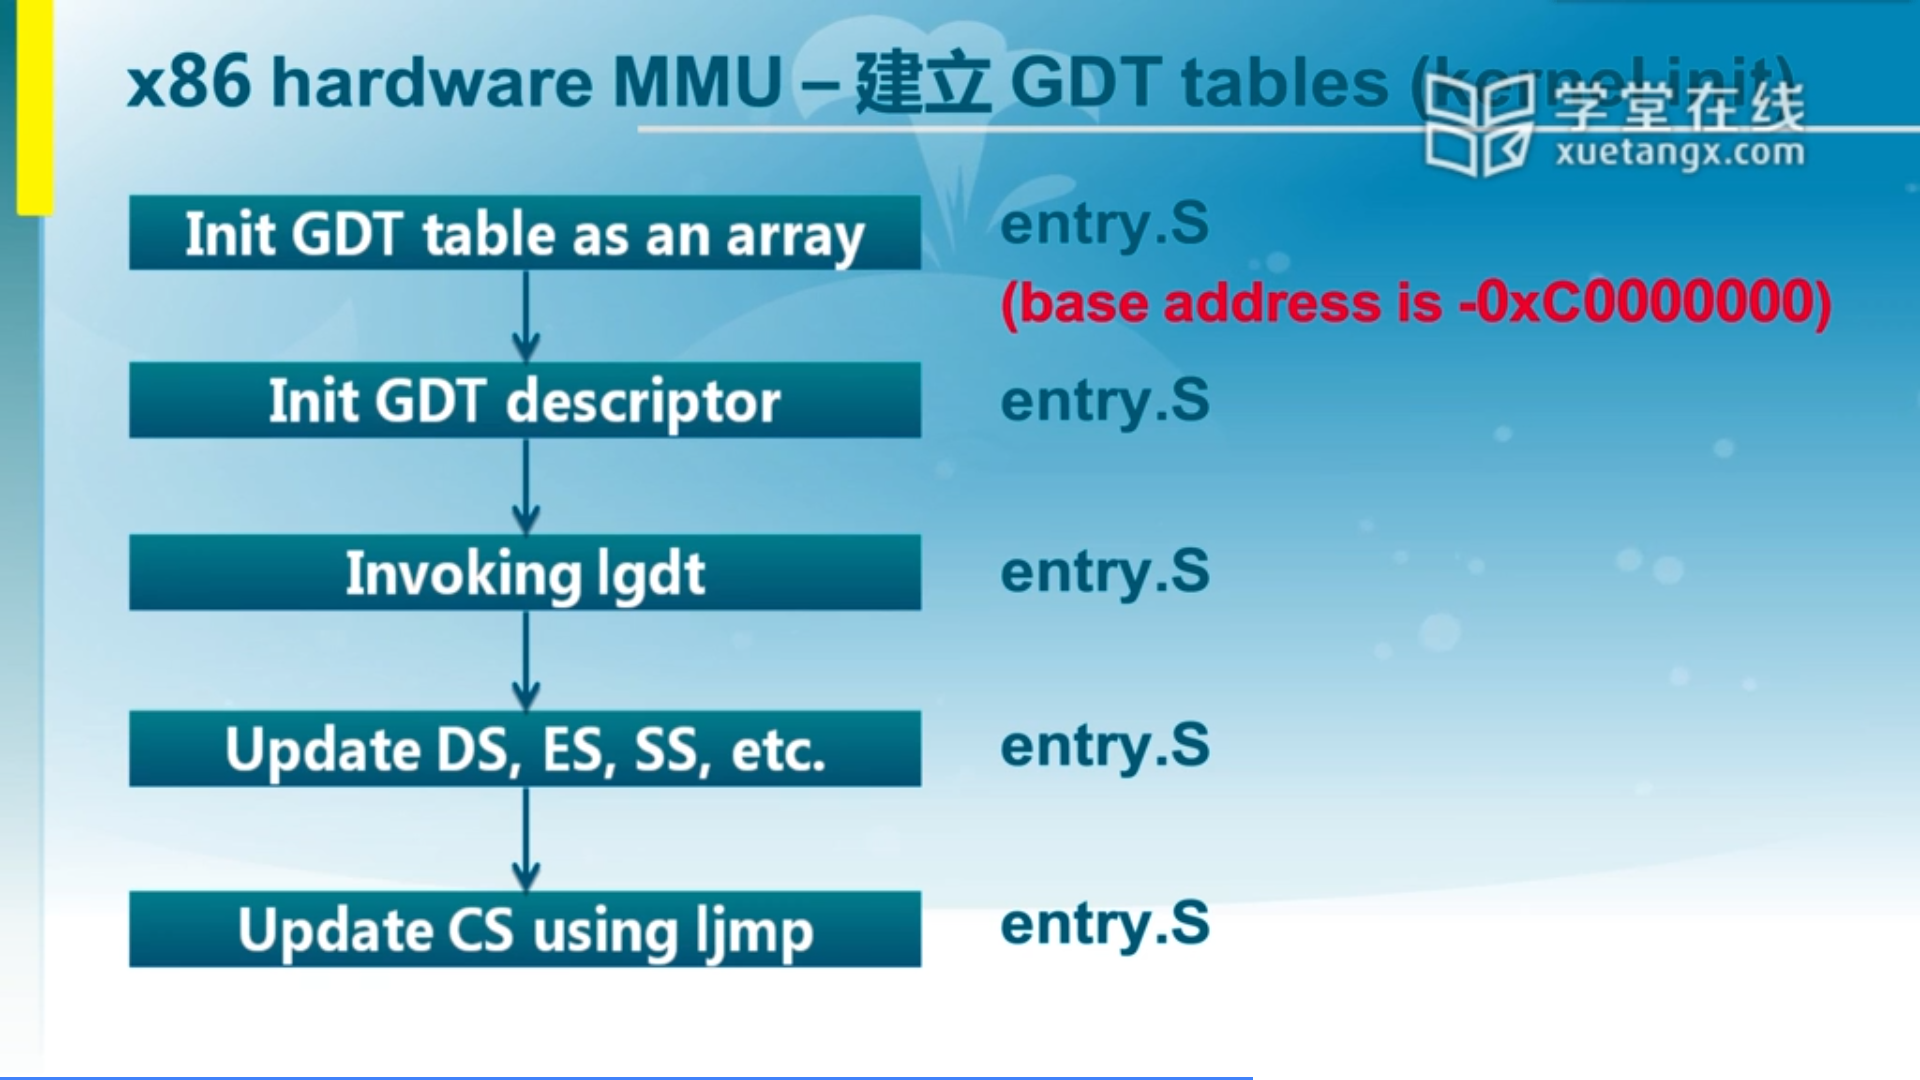 x86 hardware MMU – 建立 GDT tables (kernel init)
学堂在线
xuetangx.com
Init GDT table as an array
entry.S
(base address is -0xC0000000)
Init GDT descriptor
entry.S
Invoking lgdt
entry.S
Update DS, ES, SS, etc.
entry.S
Update CS using ljmp
entry.S